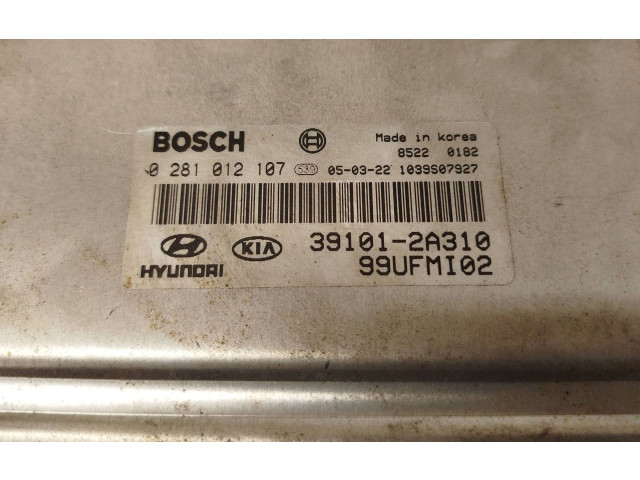 BOSCH
Made in korea
8522 0182
0 281 012 107 530 05-03-22 1039S07927
39101-2A310
HYUNDAI KIA 99UFMI02